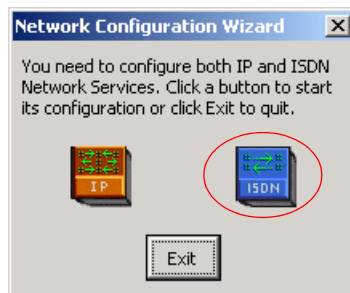 Network Configuration Wizard
You need to configure both IP and ISDN
Network Services. Click a button to start
its configuration or click Exit to quit.
IP
ISDN
Exit